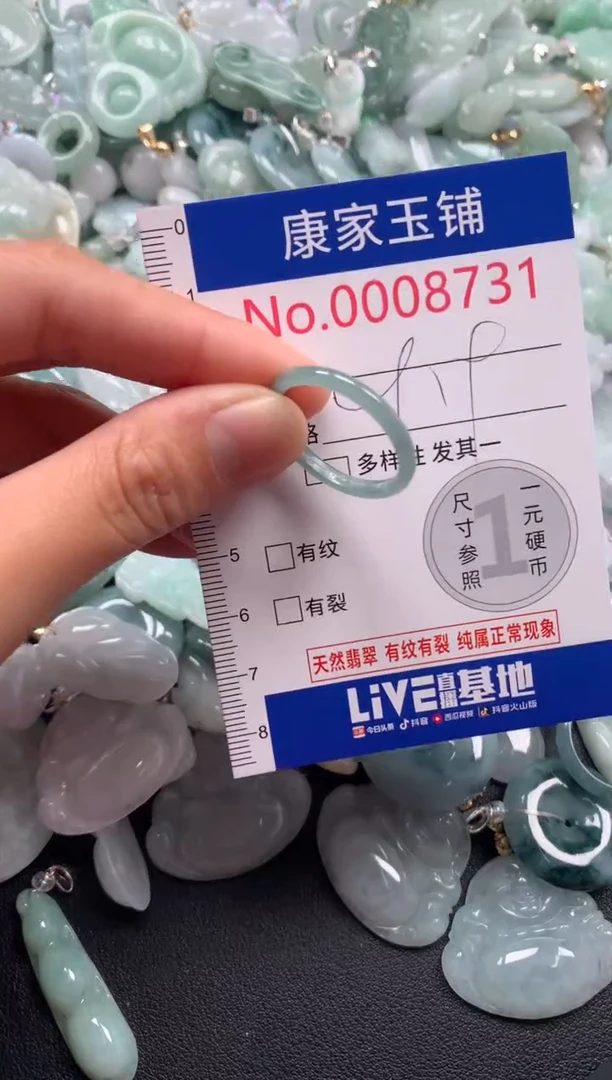 0
康家玉铺
1
No.0008731
格
多样性发其一
尺寸参照
1
一元硬币
5
有纹
6
有裂
天然翡翠 有纹有裂 纯属正常现象
7
LiVE直播基地
8
今日头条 抖音 西瓜视频 抖音火山版